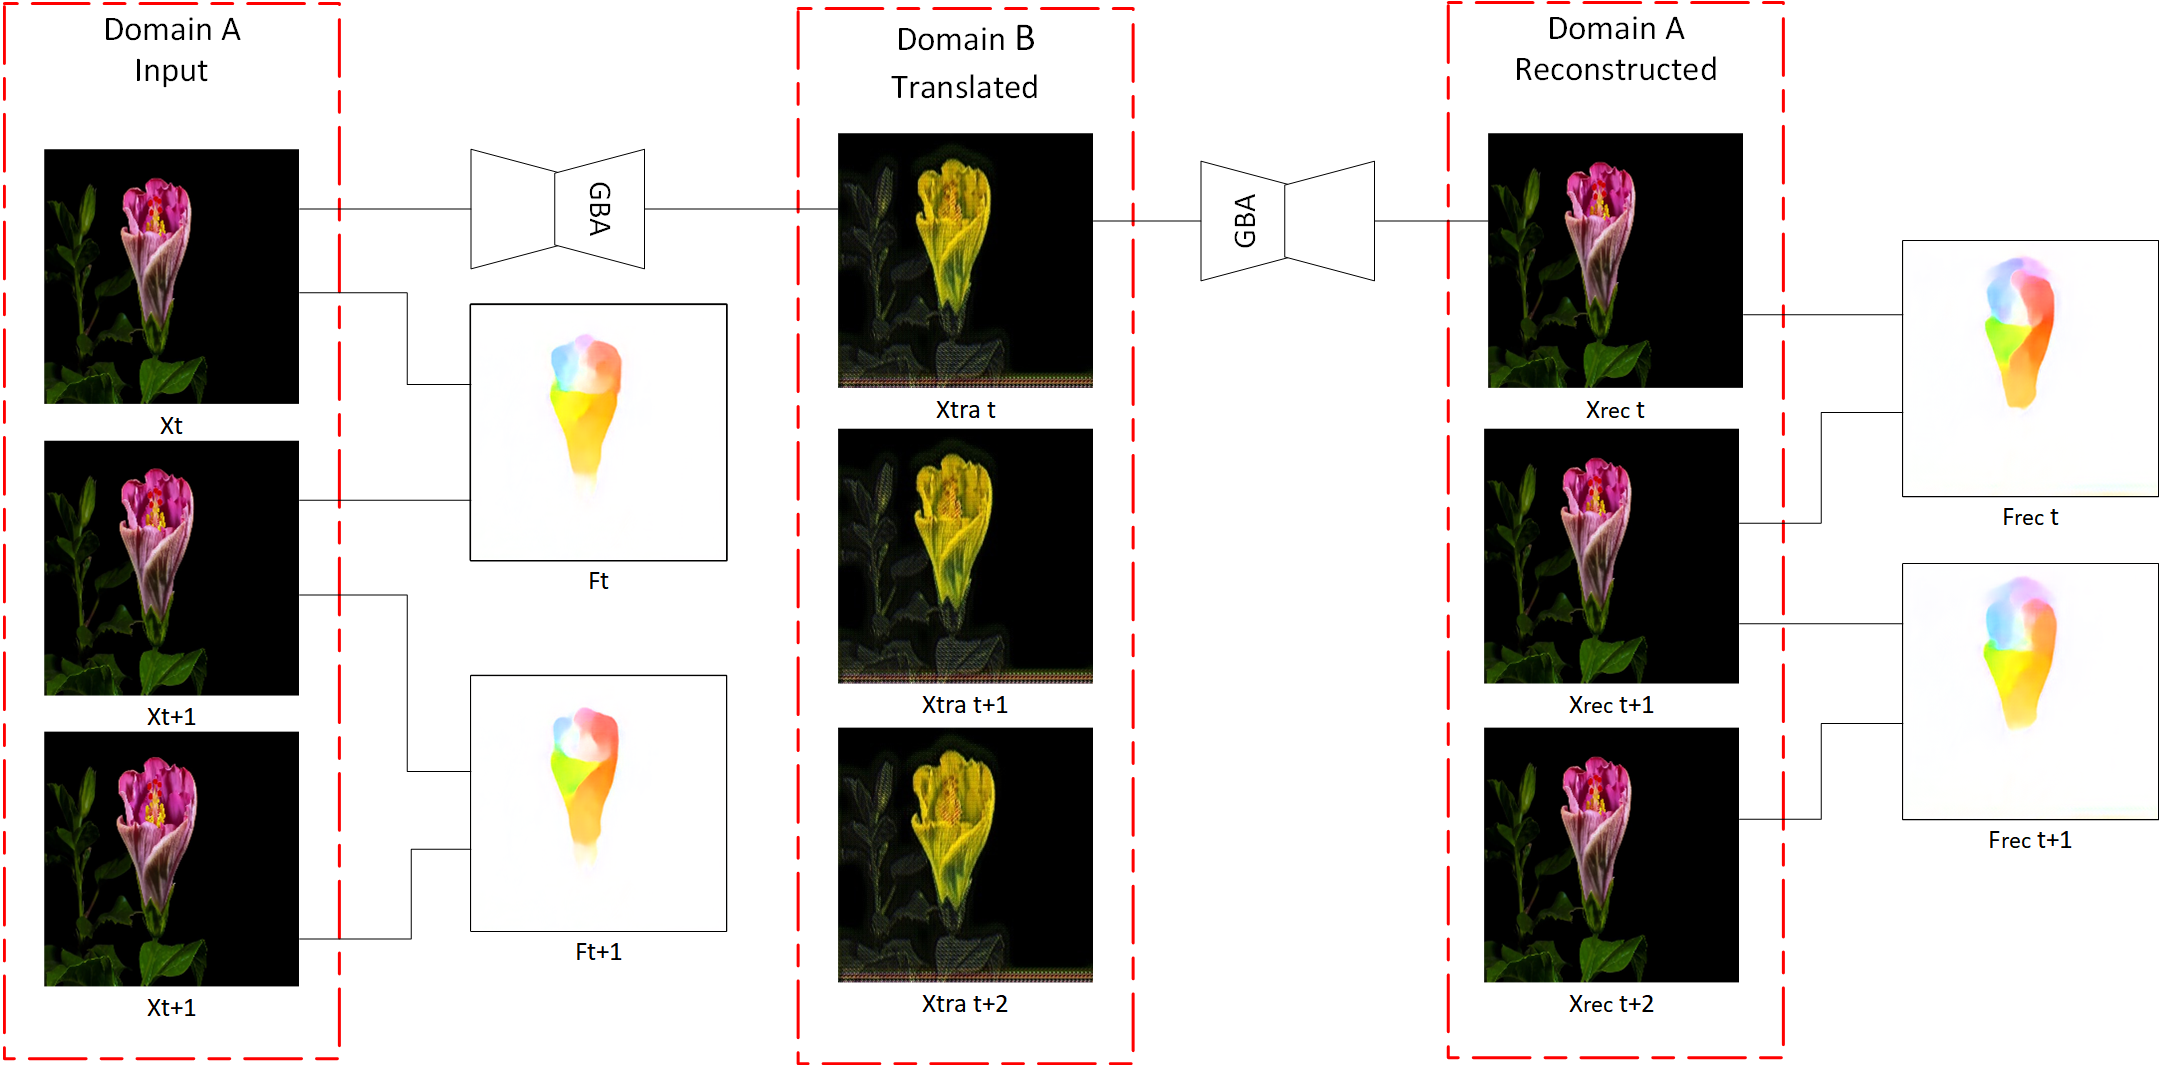 Domain A
Input
Xt
Xt+1
Xt+1
GBA
Ft
Ft+1
Domain B
Translated
Xtra t
Xtra t+1
Xtra t+2
GBA
Domain A
Reconstructed
Xrec t
Xrec t+1
Xrec t+2
Frec t
Frec t+1